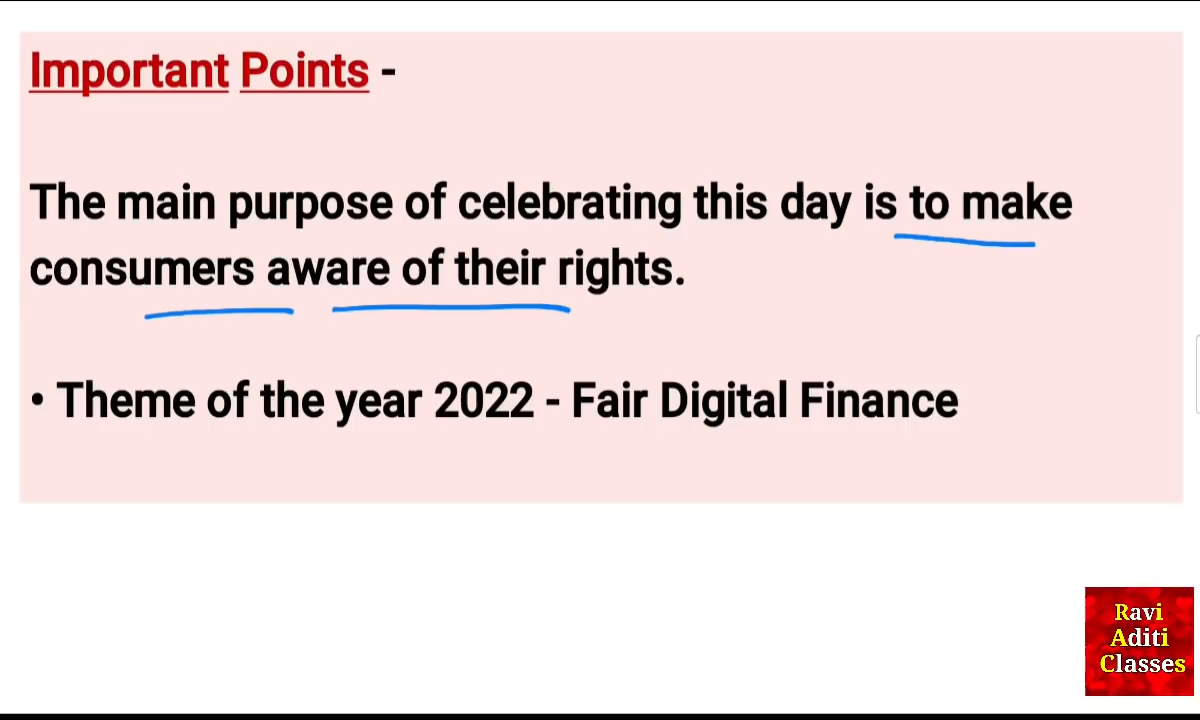 Important Points -
The main purpose of celebrating this day is to make
consumers aware of their rights.
• Theme of the year 2022 - Fair Digital Finance
Ravi
Aditi
Classes